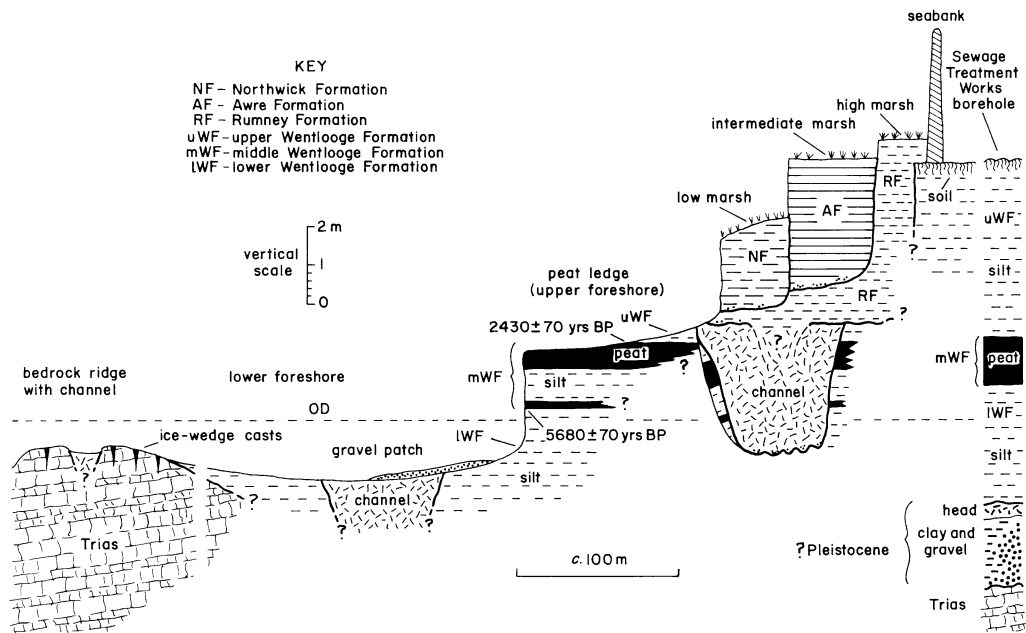 seabank
KEY
NF – Northwick Formation
AF – Awre Formation
RF – Rumney Formation
uWF – upper Wentlooge Formation
mWF – middle Wentlooge Formation
lWF – lower Wentlooge Formation
Sewage
Treatment
Works
borehole
high marsh
intermediate marsh
low marsh
RF
soil
AF
uWF
NF
?
silt
vertical
scale
2 m
1
0
peat ledge
(upper foreshore)
uWF
RF
?
2430±70 yrs BP
peat
?
mWF
silt
?
?
channel
mWF
peat
bedrock ridge
with channel
lower foreshore
OD
lWF
5680±70 yrs BP
lWF
silt
ice-wedge casts
gravel patch
silt
?
?
channel
?
?
Trias
c. 100 m
head
clay and
gravel
? Pleistocene
Trias